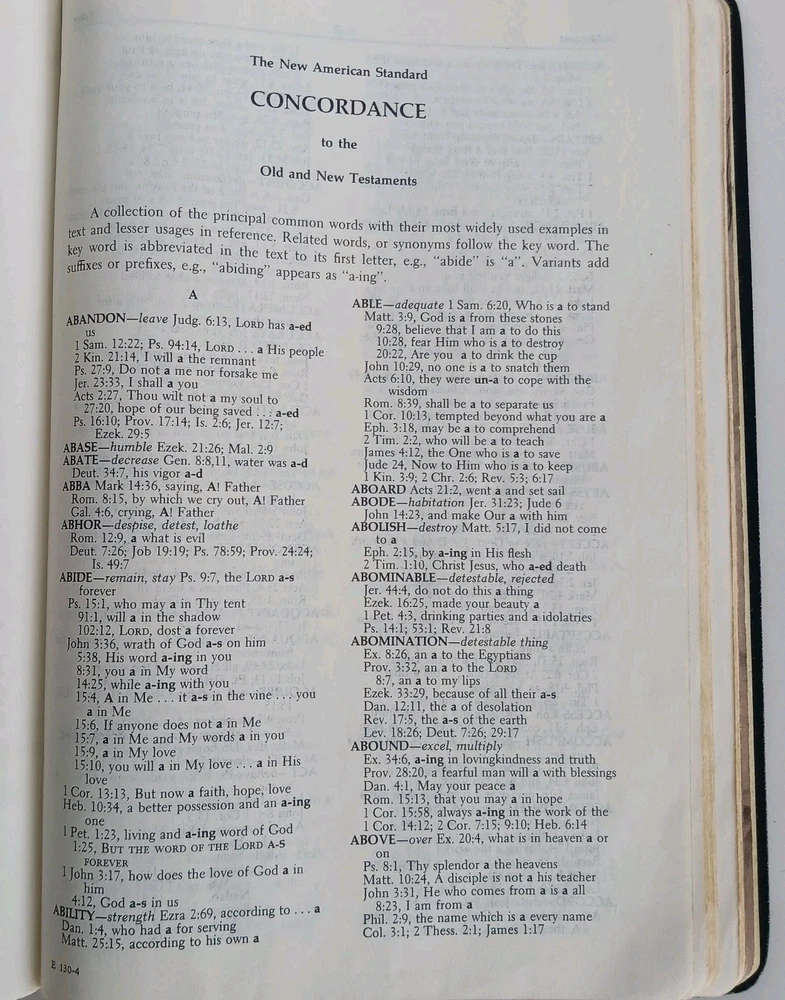 The New American Standard
CONCORDANCE
to the
Old and New Testaments
A collection of the principal common words with their most widely used examples in
text and lesser usages in reference. Related words, or synonyms follow the key word. The
key word is abbreviated in the text to its first letter, e.g., "abide" is "a". Variants add
suffixes or prefixes, e.g., "abiding" appears as "a-ing".
A
ABANDON—leave Judg. 6:13, LORD has a-ed
us
1 Sam. 12:22; Ps. 94:14, LORD . . . a His people
2 Kin. 21:14, I will a the remnant
Ps. 27:9, Do not a me nor forsake me
Jer. 23:33, I shall a you
Acts 2:27, Thou wilt not a my soul to
27:20, hope of our being saved . . . a-ed
Ps. 16:10; Prov. 17:14; Is. 2:6; Jer. 12:7;
Ezek. 29:5
ABASE—humble Ezek. 21:26; Mal. 2:9
ABATE—decrease Gen. 8:8,11, water was a-d
Deut. 34:7, his vigor a-d
ABBA Mark 14:36, saying, A! Father
Rom. 8:15, by which we cry out, A! Father
Gal. 4:6, crying, A! Father
ABHOR—despise, detest, loathe
Rom. 12:9, a what is evil
Deut. 7:26; Job 19:19; Ps. 78:59; Prov. 24:24;
Is. 49:7
ABIDE—remain, stay Ps. 9:7, the LORD a-s
forever
Ps. 15:1, who may a in Thy tent
91:1, will a in the shadow
102:12, LORD, dost a forever
John 3:36, wrath of God a-s on him
5:38, His word a-ing in you
8:31, you a in My word
14:25, while a-ing with you
15:4, A in Me . . . it a-s in the vine . . . you
a in Me
15:6, If anyone does not a in Me
15:7, a in Me and My words a in you
15:9, a in My love
15:10, you will a in My love . . . a in His
love
1 Cor. 13:13, But now a faith, hope, love
Heb. 10:34, a better possession and an a-ing
one
1 Pet. 1:23, living and a-ing word of God
1:25, BUT THE WORD OF THE LORD A-S
FOREVER
1 John 3:17, how does the love of God a in
him
4:12, God a-s in us
ABILITY—strength Ezra 2:69, according to . . . a
Dan. 1:4, who had a for serving
Matt. 25:15, according to his own a
E 130-4
ABLE—adequate 1 Sam. 6:20, Who is a to stand
Matt. 3:9, God is a from these stones
9:28, believe that I am a to do this
10:28, fear Him who is a to destroy
20:22, Are you a to drink the cup
John 10:29, no one is a to snatch them
Acts 6:10, they were un-a to cope with the
wisdom
Rom. 8:39, shall be a to separate us
1 Cor. 10:13, tempted beyond what you are a
Eph. 3:18, may be a to comprehend
2 Tim. 2:2, who will be a to teach
James 4:12, the One who is a to save
Jude 24, Now to Him who is a to keep
1 Kin. 3:9; 2 Chr. 2:6; Rev. 5:3; 6:17
ABOARD Acts 21:2, went a and set sail
ABODE—habitation Jer. 31:23; Jude 6
John 14:23, and make Our a with him
ABOLISH—destroy Matt. 5:17, I did not come
to a
Eph. 2:15, by a-ing in His flesh
2 Tim. 1:10, Christ Jesus, who a-ed death
ABOMINABLE—detestable, rejected
Jer. 44:4, do not do this a thing
Ezek. 16:25, made your beauty a
1 Pet. 4:3, drinking parties and a idolatries
Ps. 14:1; 53:1; Rev. 21:8
ABOMINATION—detestable thing
Ex. 8:26, an a to the Egyptians
Prov. 3:32, an a to the LORD
8:7, an a to my lips
Ezek. 33:29, because of all their a-s
Dan. 12:11, the a of desolation
Rev. 17:5, the a-s of the earth
Lev. 18:26; Deut. 7:26; 29:17
ABOUND—excel, multiply
Ex. 34:6, a-ing in lovingkindness and truth
Prov. 28:20, a fearful man will a with blessings
Dan. 4:1, May your peace a
Rom. 15:13, that you may a in hope
1 Cor. 15:58, always a-ing in the work of the
1 Cor. 14:12; 2 Cor. 7:15; 9:10; Heb. 6:14
ABOVE—over Ex. 20:4, what is in heaven a or
on
Ps. 8:1, Thy splendor a the heavens
Matt. 10:24, A disciple is not a his teacher
John 3:31, He who comes from a is a all
8:23, I am from a
Phil. 2:9, the name which is a every name
Col. 3:1; 2 Thess. 2:1; James 1:17